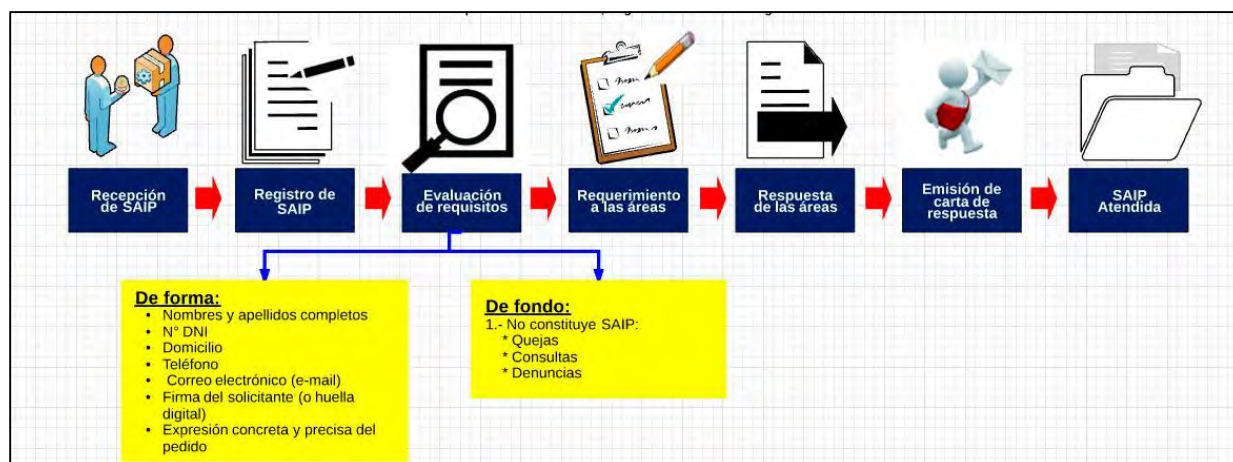 Recepción
de SAIP
Registro de
SAIP
Evaluación
de requisitos
Requerimiento
a las áreas
Respuesta
de las áreas
Emisión de
carta de
respuesta
SAIP
Atendida
De forma:
• Nombres y apellidos completos
• N° DNI
• Domicilio
• Teléfono
• Correo electrónico (e-mail)
• Firma del solicitante (o huella
digital)
• Expresión concreta y precisa del
pedido
De fondo:
1.- No constituye SAIP:
* Quejas
* Consultas
* Denuncias